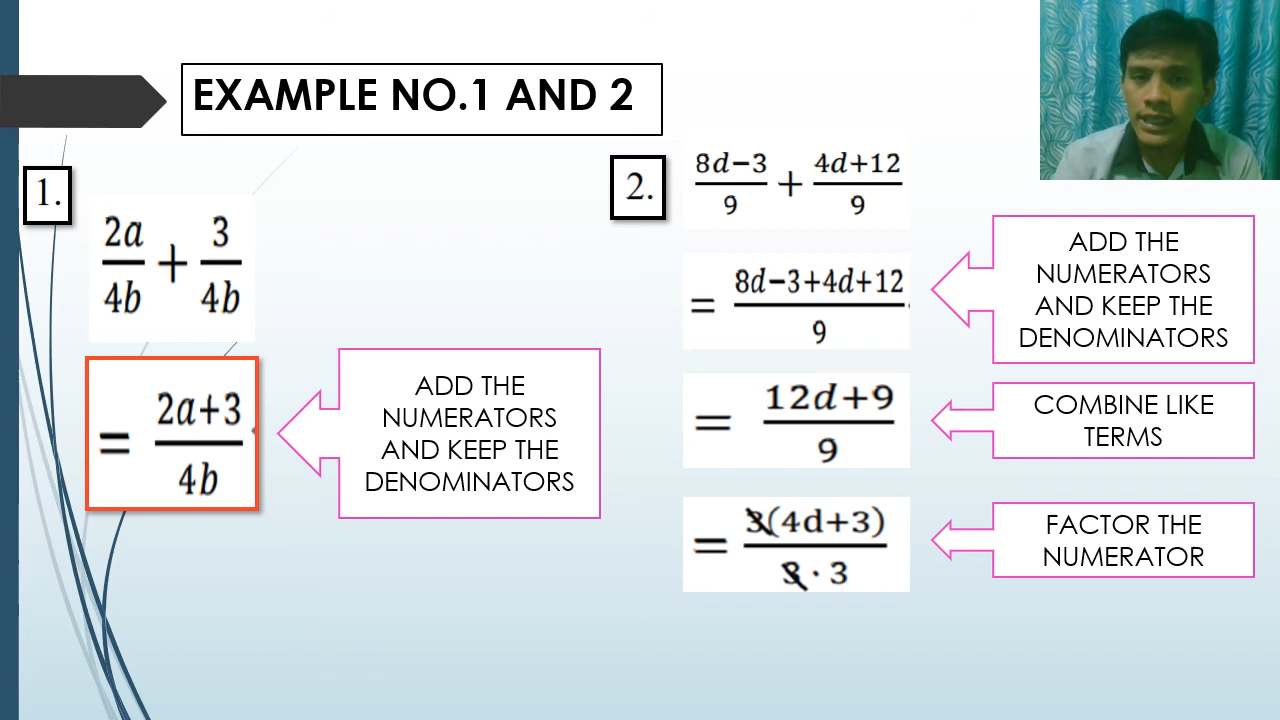 EXAMPLE NO.1 AND 2
1.
2a/4b + 3/4b
= 2a+3/4b
ADD THE
NUMERATORS
AND KEEP THE
DENOMINATORS
2.
8d−3/9 + 4d+12/9
= 8d−3+4d+12/9
ADD THE
NUMERATORS
AND KEEP THE
DENOMINATORS
= 12d+9/9
COMBINE LIKE
TERMS
= 3(4d+3)/3 · 3
FACTOR THE
NUMERATOR